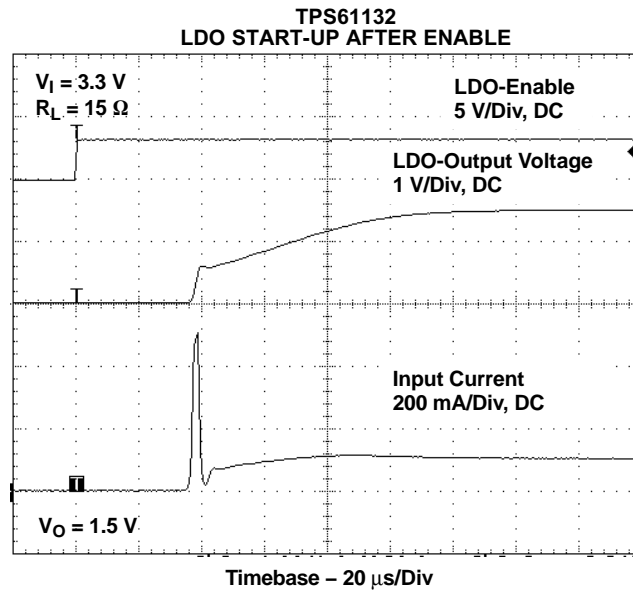 TPS61132
LDO START-UP AFTER ENABLE
V_I = 3.3 V
R_L = 15 Ω
LDO-Enable
5 V/Div, DC
LDO-Output Voltage
1 V/Div, DC
Input Current
200 mA/Div, DC
V_O = 1.5 V
Timebase – 20 μs/Div